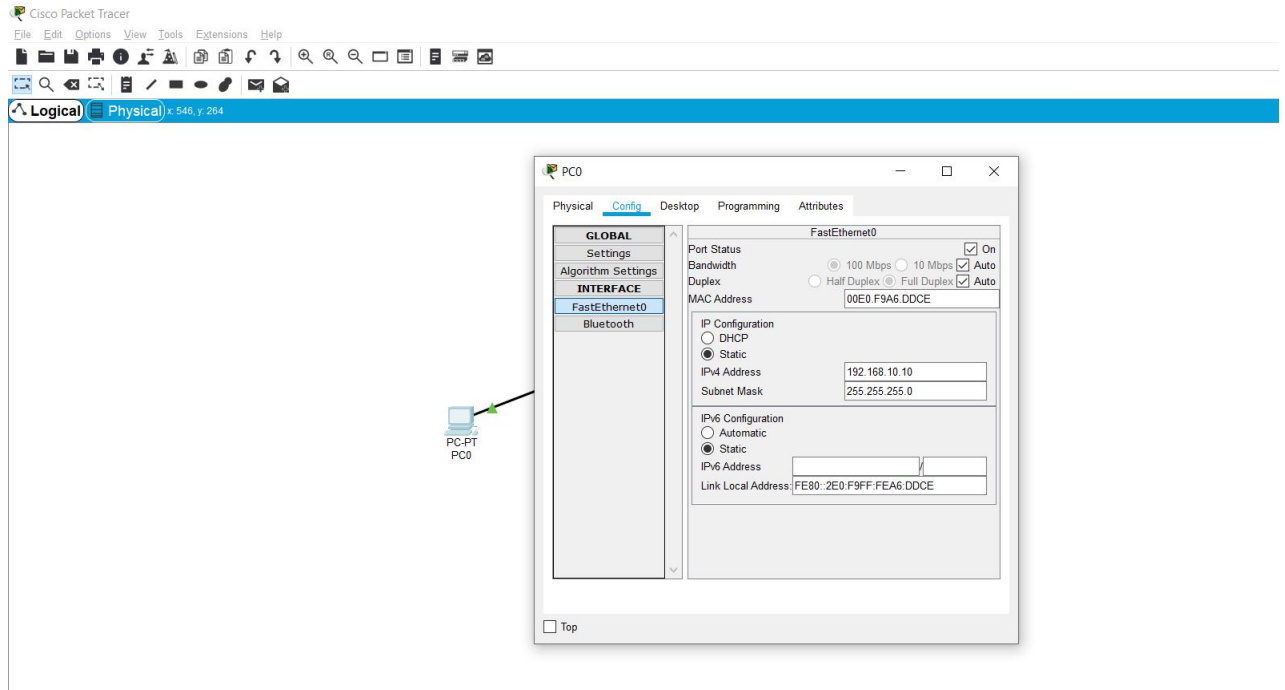 Cisco Packet Tracer
File Edit Options View Tools Extensions Help
Logical Physical x: 546, y: 264
PC0
Physical Config Desktop Programming Attributes
GLOBAL
Settings
Algorithm Settings
INTERFACE
FastEthernet0
Bluetooth
FastEthernet0
Port Status On
Bandwidth 100 Mbps 10 Mbps Auto
Duplex Half Duplex Full Duplex Auto
MAC Address 00E0.F9A6.DDCE
IP Configuration
DHCP
Static
IPv4 Address 192.168.10.10
Subnet Mask 255.255.255.0
IPv6 Configuration
Automatic
Static
IPv6 Address /
Link Local Address: FE80::2E0:F9FF:FEA6:DDCE
Top
PC-PT
PC0